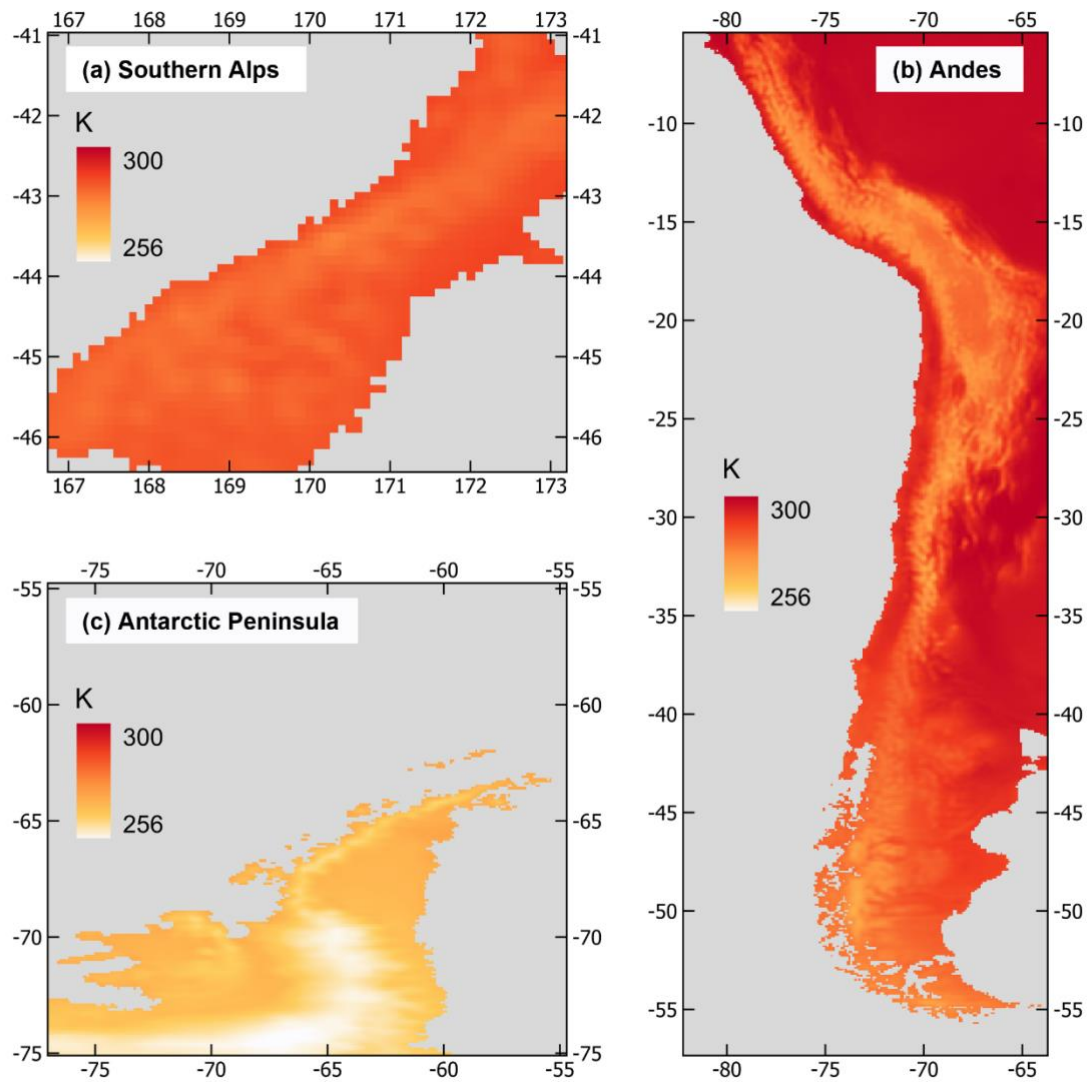 167 168 169 170 171 172 173
-41 -41
(a) Southern Alps
K
300
256
-42 -42
-43 -43
-44 -44
-45 -45
-46 -46
167 168 169 170 171 172 173
-80 -75 -70 -65
(b) Andes
-10 -10
-15 -15
-20 -20
-25 -25
K
300
256
-30 -30
-35 -35
-40 -40
-45 -45
-50 -50
-55 -55
-80 -75 -70 -65
-75 -70 -65 -60 -55
-55 -55
(c) Antarctic Peninsula
K
300
256
-60 -60
-65 -65
-70 -70
-75 -75
-75 -70 -65 -60 -55